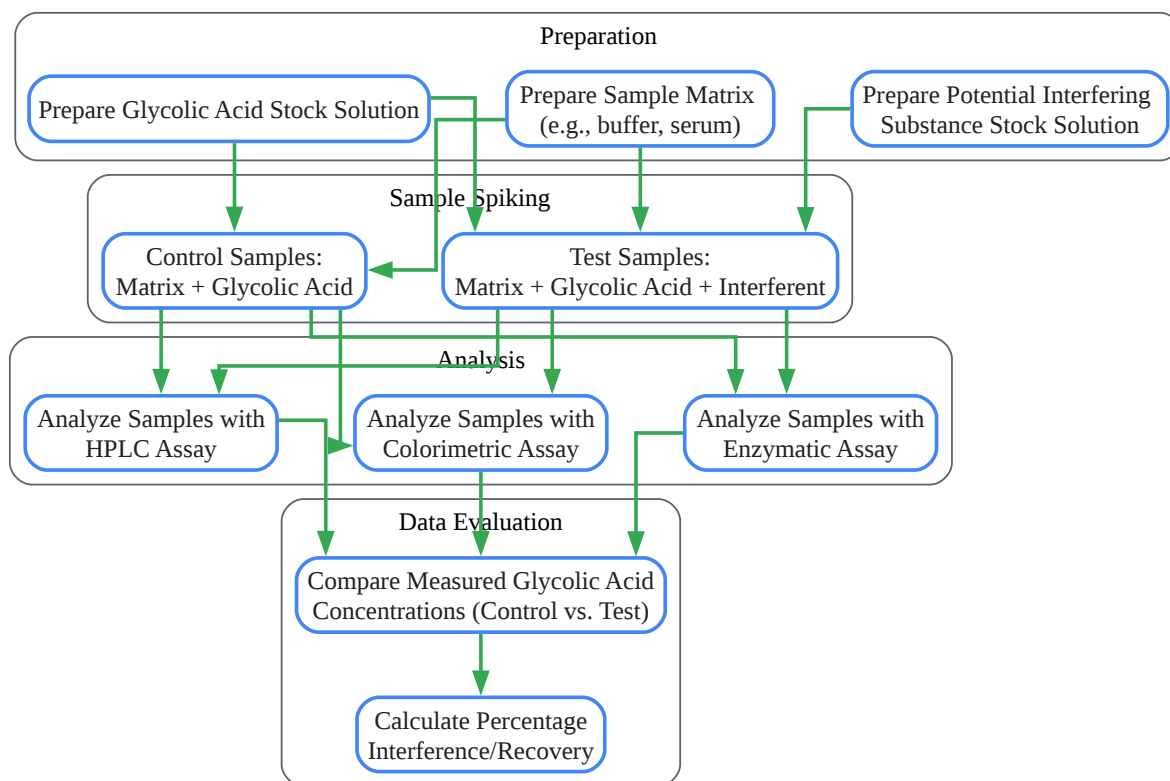 Preparation
Prepare Glycolic Acid Stock Solution
Prepare Sample Matrix
(e.g., buffer, serum)
Prepare Potential Interfering
Substance Stock Solution
Sample Spiking
Control Samples:
Matrix + Glycolic Acid
Test Samples:
Matrix + Glycolic Acid + Interferent
Analysis
Analyze Samples with
HPLC Assay
Analyze Samples with
Colorimetric Assay
Analyze Samples with
Enzymatic Assay
Data Evaluation
Compare Measured Glycolic Acid
Concentrations (Control vs. Test)
Calculate Percentage
Interference/Recovery